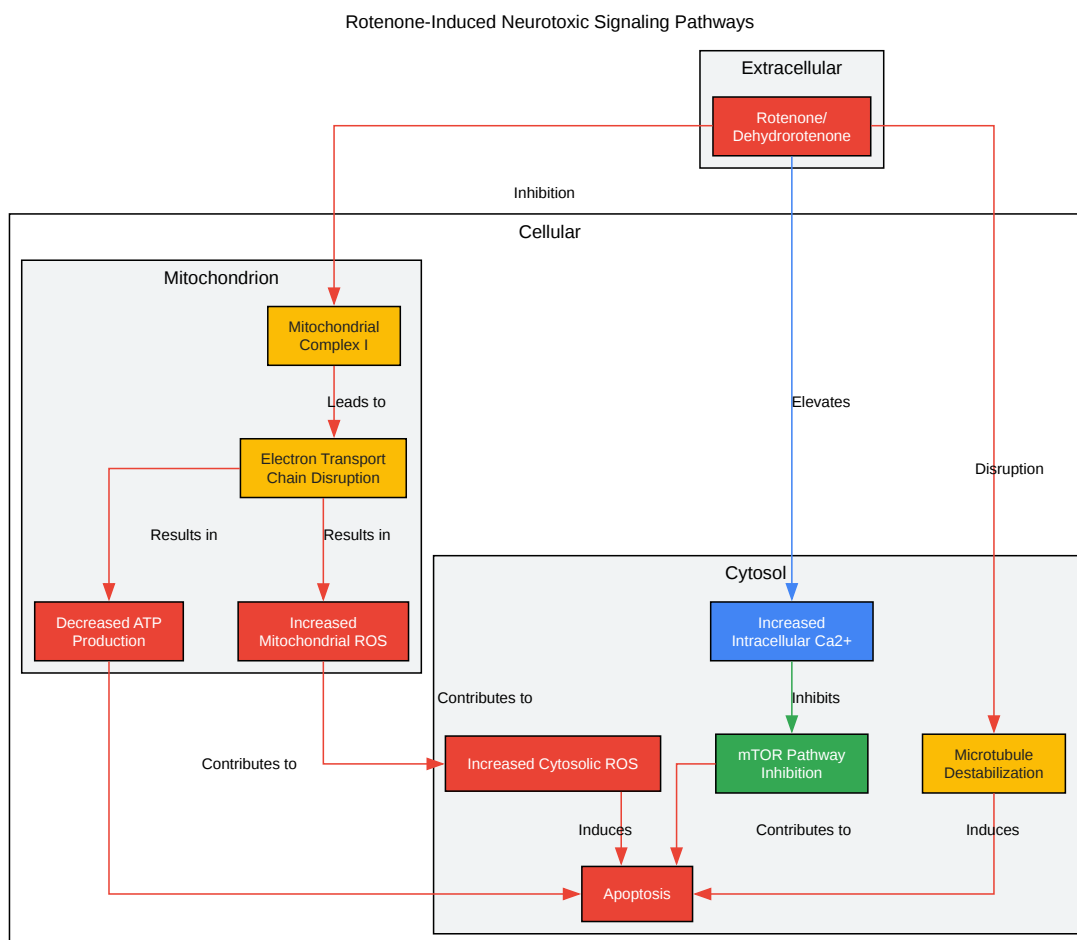 Rotenone-Induced Neurotoxic Signaling Pathways
Extracellular
Rotenone/
Dehydrorotenone
Inhibition
Cellular
Mitochondrion
Mitochondrial
Complex I
Leads to
Elevates
Electron Transport
Chain Disruption
Disruption
Results in
Results in
Cytosol
Decreased ATP
Production
Increased
Mitochondrial ROS
Increased
Intracellular Ca2+
Contributes to
Inhibits
Contributes to
Increased Cytosolic ROS
mTOR Pathway
Inhibition
Microtubule
Destabilization
Induces
Contributes to
Induces
Apoptosis